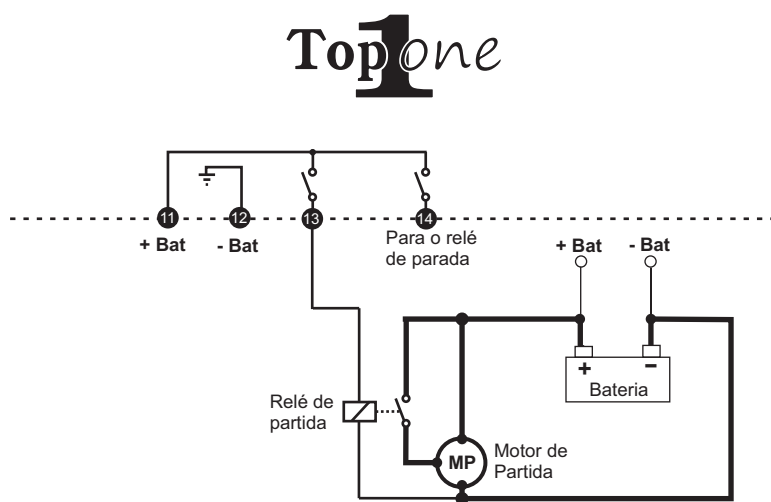 Top 1 one
11 12 13 14
+ Bat - Bat Para o relé
de parada
+ Bat - Bat
+ -
Bateria
Relé de
partida
MP
Motor de
Partida